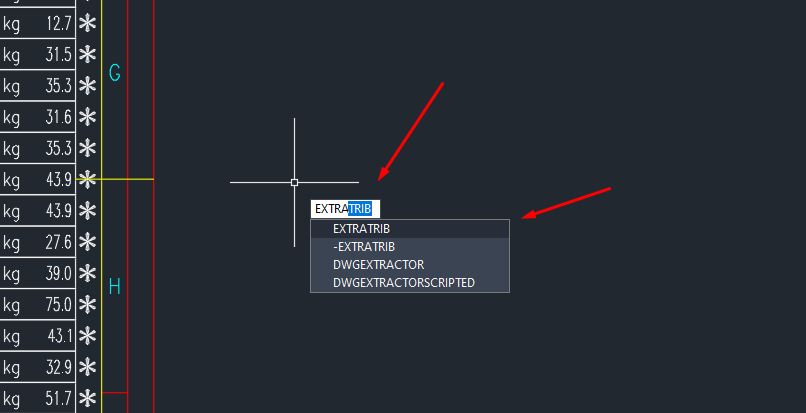 kg 12.7 *
kg 31.5 *
G
kg 35.3 *
kg 31.6 *
kg 35.3 *
kg 43.9 *
kg 43.9 *
EXTRATRIB
EXTRATRIB
-EXTRATRIB
kg 27.6 *
DWGEXTRACTOR
kg 39.0 *
H
DWGEXTRACTORSCRIPTED
kg 75.0 *
kg 43.1 *
kg 32.9 *
kg 51.7 *